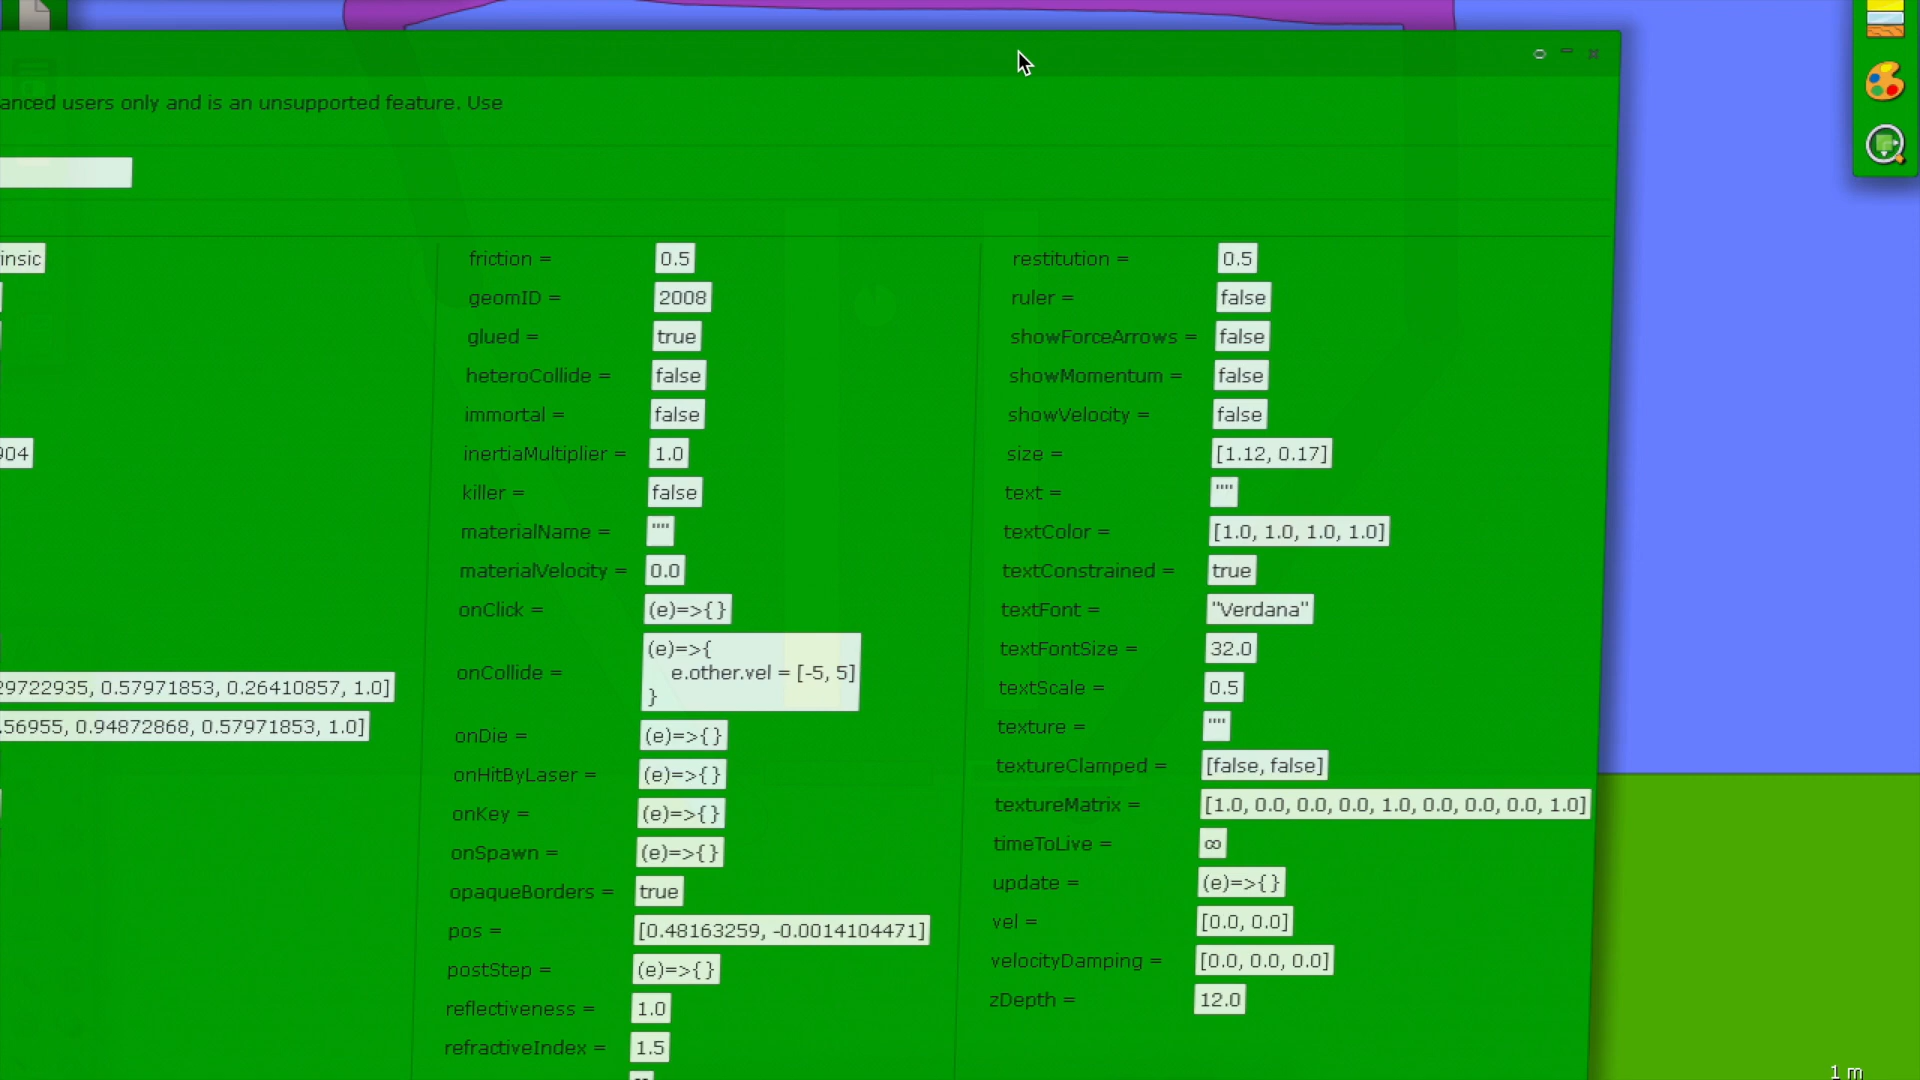 anced users only and is an unsupported feature. Use
insic
904
29722935, 0.57971853, 0.26410857, 1.0]
.56955, 0.94872868, 0.57971853, 1.0]
friction = 0.5
geomID = 2008
glued = true
heteroCollide = false
immortal = false
inertiaMultiplier = 1.0
killer = false
materialName = ""
materialVelocity = 0.0
onClick = (e)=>{}
onCollide = (e)=>{
e.other.vel = [-5, 5]
}
onDie = (e)=>{}
onHitByLaser = (e)=>{}
onKey = (e)=>{}
onSpawn = (e)=>{}
opaqueBorders = true
pos = [0.48163259, -0.0014104471]
postStep = (e)=>{}
reflectiveness = 1.0
refractiveIndex = 1.5
restitution = 0.5
ruler = false
showForceArrows = false
showMomentum = false
showVelocity = false
size = [1.12, 0.17]
text = ""
textColor = [1.0, 1.0, 1.0, 1.0]
textConstrained = true
textFont = "Verdana"
textFontSize = 32.0
textScale = 0.5
texture = ""
textureClamped = [false, false]
textureMatrix = [1.0, 0.0, 0.0, 0.0, 1.0, 0.0, 0.0, 0.0, 1.0]
timeToLive = ∞
update = (e)=>{}
vel = [0.0, 0.0]
velocityDamping = [0.0, 0.0, 0.0]
zDepth = 12.0
1 m